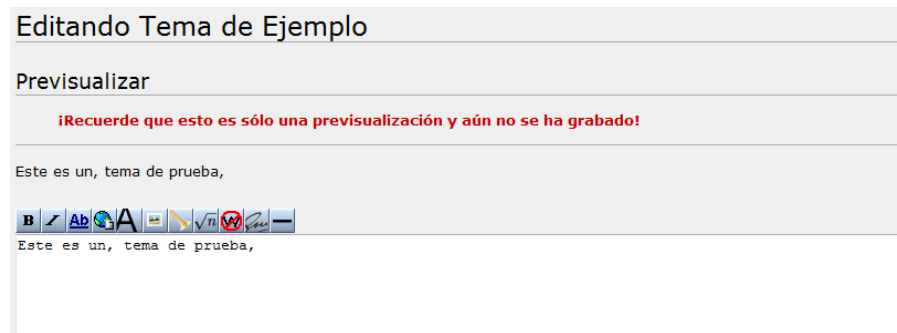 Editando Tema de Ejemplo
Previsualizar
¡Recuerde que esto es sólo una previsualización y aún no se ha grabado!
Este es un, tema de prueba,
B I Ab A √n W
Este es un, tema de prueba,